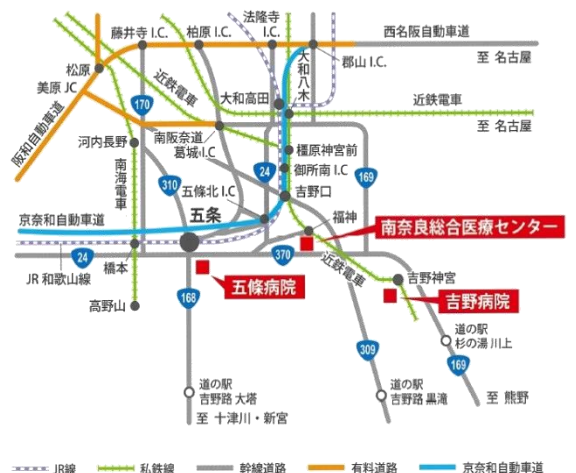 法隆寺
藤井寺 I.C
柏原 I.C
I.C
西名阪自動車道
至 名古屋
大和八木
郡山 I.C
松原
美原 JC
近鉄電車
170
大和高田
近鉄電車
至 名古屋
阪和自動車道
河内長野
南阪奈道
葛城I.C
橿原神宮前
24
御所南 I.C
169
南海電車
310
五條北 I.C
吉野口
京奈和自動車道
五条
福神
南奈良総合医療センター
24
橋本
JR 和歌山線
370
近鉄電車
吉野神宮
五條病院
吉野病院
高野山
168
道の駅
杉の湯 川上
309
169
道の駅
吉野路 大塔
道の駅
吉野路 黒滝
至 十津川・新宮
至 熊野
JR線
私鉄線
幹線道路
有料道路
京奈和自動車道